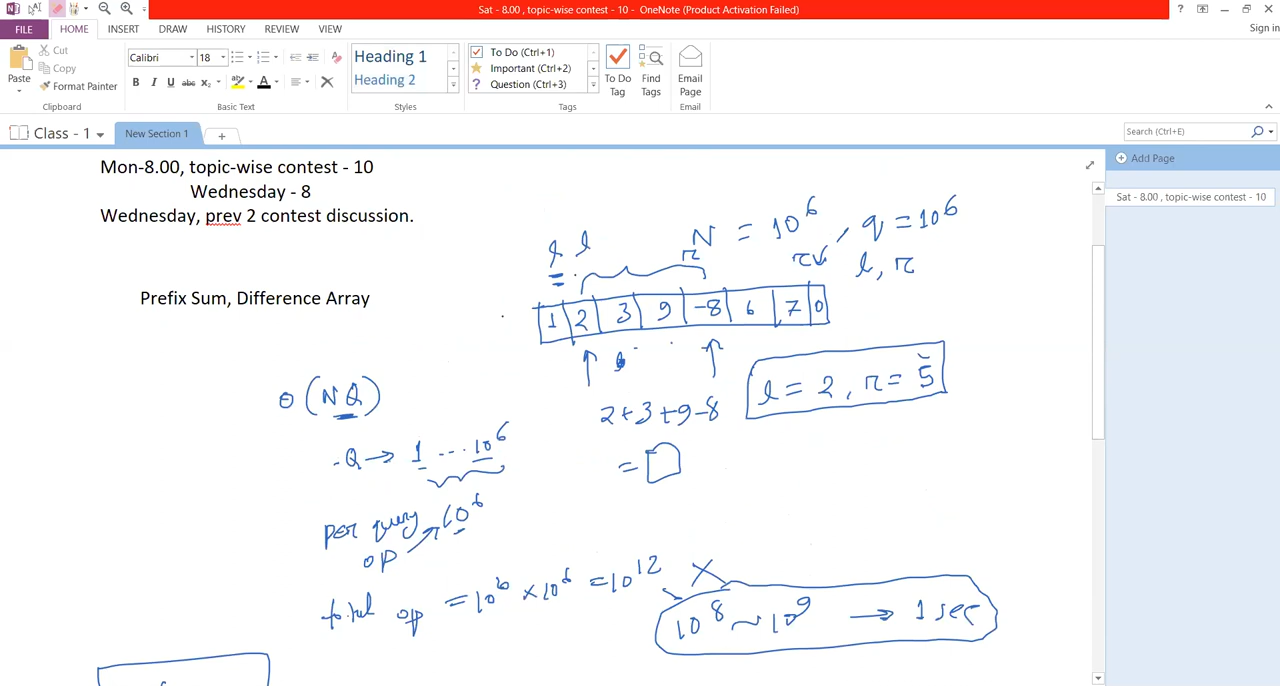 Sat - 8.00 , topic-wise contest - 10 - OneNote (Product Activation Failed)
FILE HOME INSERT DRAW HISTORY REVIEW VIEW
Sign in
Paste
Cut
Copy
Format Painter
Clipboard
Calibri 18
B I U abc X₂ A
Basic Text
Heading 1
Heading 2
Styles
To Do (Ctrl+1)
Important (Ctrl+2)
Question (Ctrl+3)
Tags
To Do Tag
Find Tags
Email Page
Email
Class - 1
New Section 1
Search (Ctrl+E)
Add Page
Sat - 8.00 , topic-wise contest - 10
Mon-8.00, topic-wise contest - 10
Wednesday - 8
Wednesday, prev 2 contest discussion.
Prefix Sum, Difference Array
N = 10^6, q = 10^6
l, r
l r
1 2 3 9 -8 6 7 0
l = 2, r = 5
2+3+9-8
=
Θ(NQ)
Q → 1 ... 10^6
per query 10^6
op
total op = 10^6 × 10^6 = 10^12 X
10^8 ~ 10^9 → 1 sec